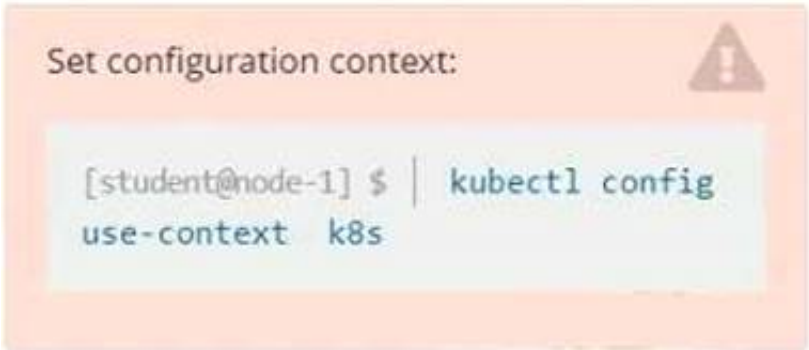 Set configuration context:
[student@node-1] $ | kubectl config
use-context k8s